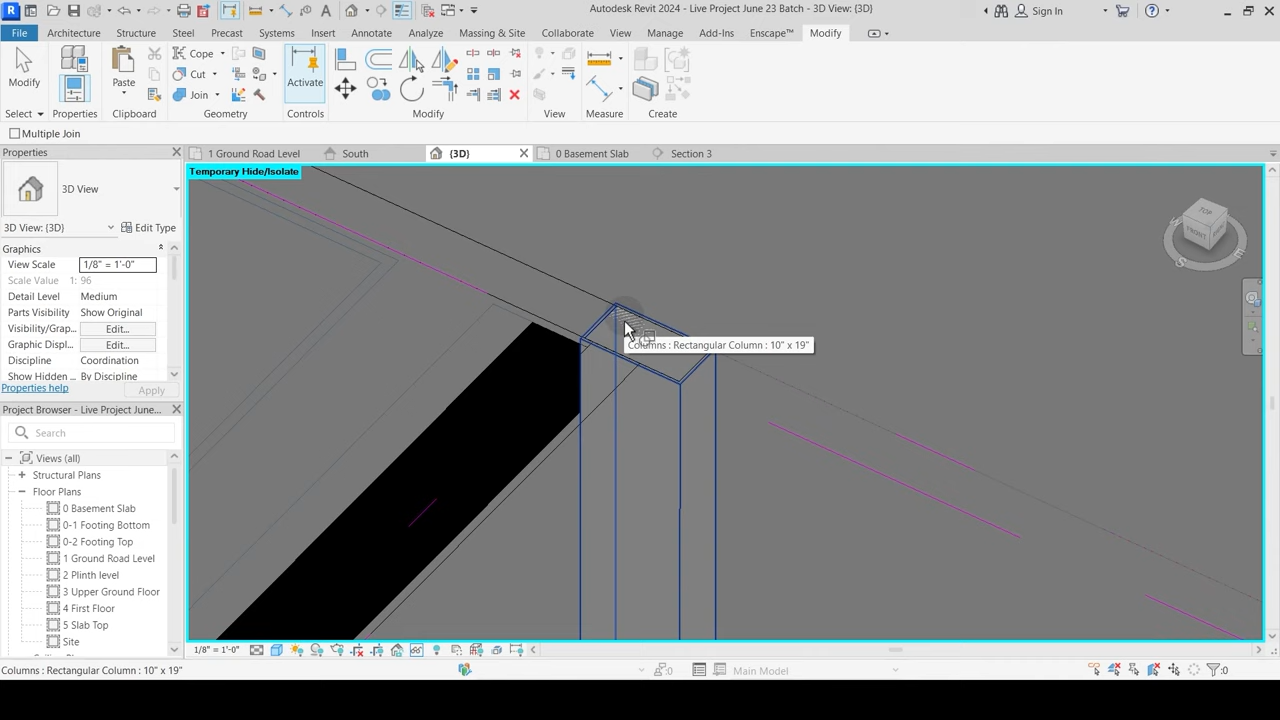 Autodesk Revit 2024 - Live Project June 23 Batch - 3D View: {3D}
Sign In
File Architecture Structure Steel Precast Systems Insert Annotate Analyze Massing & Site Collaborate View Manage Add-Ins Enscape™ Modify
Modify Paste Cope Cut Join Activate
Select Properties Clipboard Geometry Controls Modify View Measure Create
Multiple Join
Properties
1 Ground Road Level South {3D} 0 Basement Slab Section 3
Temporary Hide/Isolate
3D View
3D View: {3D} Edit Type
Graphics
View Scale 1/8" = 1'-0"
Scale Value 1: 96
Detail Level Medium
Parts Visibility Show Original
Visibility/Grap... Edit...
Graphic Displ... Edit...
Discipline Coordination
Show Hidden ... By Discipline
Properties help Apply
TOP
FRONT
W
E
S
Columns : Rectangular Column : 10" x 19"
Project Browser - Live Project June...
Search
Views (all)
Structural Plans
Floor Plans
0 Basement Slab
0-1 Footing Bottom
0-2 Footing Top
1 Ground Road Level
2 Plinth level
3 Upper Ground Floor
4 First Floor
5 Slab Top
Site
1/8" = 1'-0"
Columns : Rectangular Column : 10" x 19"
:0
Main Model
:0